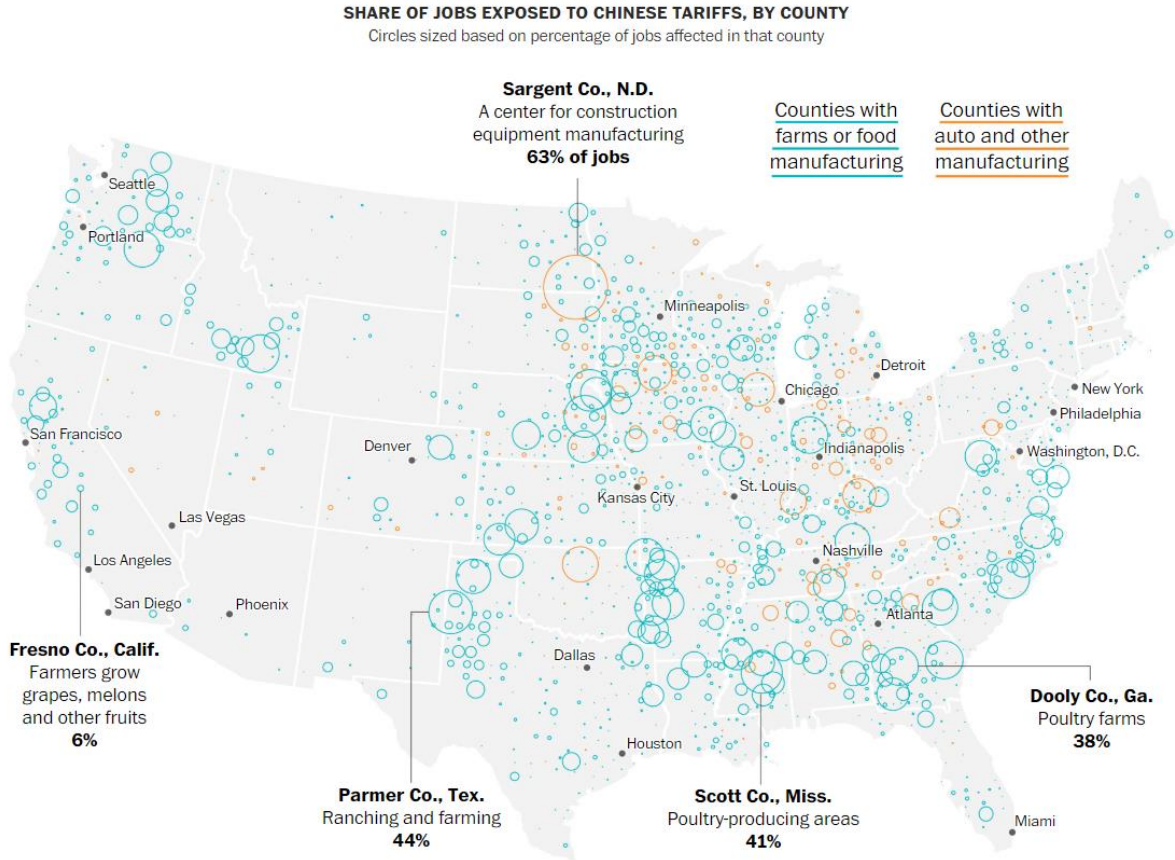 SHARE OF JOBS EXPOSED TO CHINESE TARIFFS, BY COUNTY
Circles sized based on percentage of jobs affected in that county
Sargent Co., N.D.
A center for construction
equipment manufacturing
63% of jobs
Counties with
farms or food
manufacturing
Counties with
auto and other
manufacturing
Seattle
Portland
Minneapolis
Detroit
Chicago
New York
Philadelphia
San Francisco
Denver
Indianapolis
Washington, D.C.
Kansas City
St. Louis
Las Vegas
Nashville
Los Angeles
San Diego
Phoenix
Atlanta
Dallas
Houston
Miami
Fresno Co., Calif.
Farmers grow
grapes, melons
and other fruits
6%
Dooly Co., Ga.
Poultry farms
38%
Parmer Co., Tex.
Ranching and farming
44%
Scott Co., Miss.
Poultry-producing areas
41%